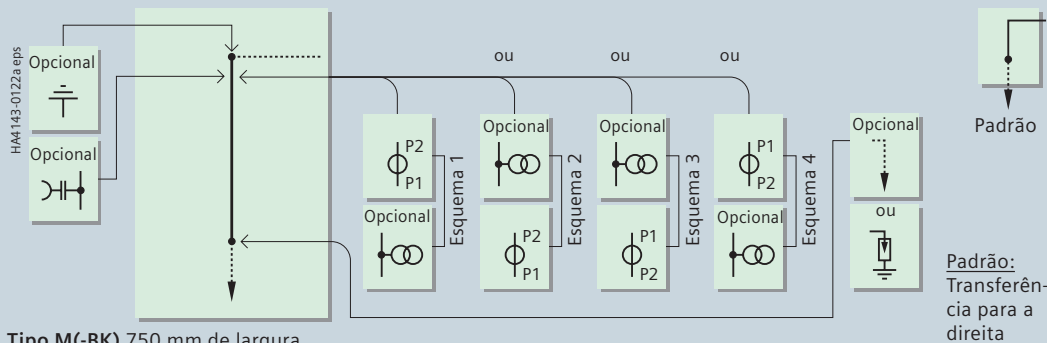 HA4143-0122a eps
Opcional
Opcional
ou
ou
ou
P2
P1
Opcional
Esquema 1
Opcional
P2
P1
Esquema 2
Opcional
P1
P2
Esquema 3
P1
P2
Opcional
Esquema 4
Opcional
ou
Padrão
Padrão:
Transferên-
cia para a
direita
Tipo M(-BK) 750 mm de largura